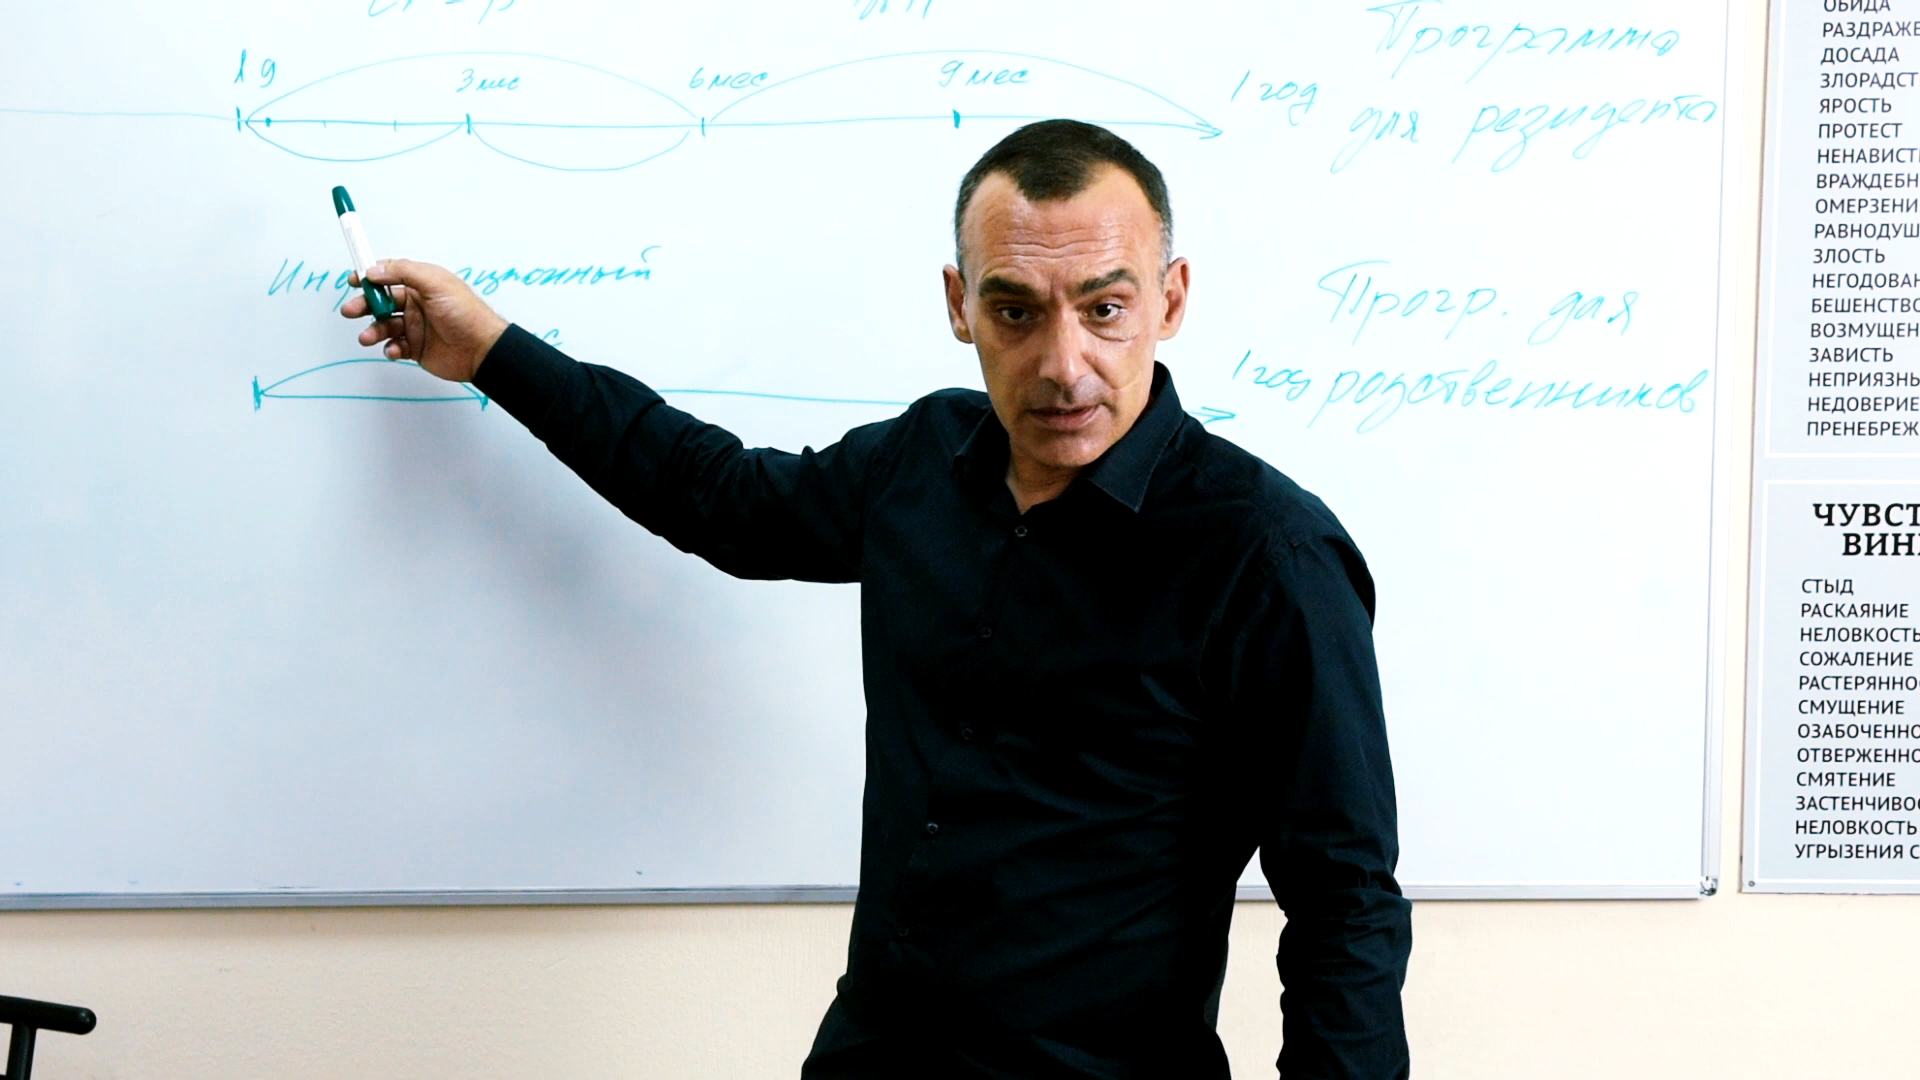 1 д
3 мес
6 мес
9 мес
1 год
Программа
для резидента
Информационный
Прогр. для
1 год родственников
ОБИДА
РАЗДРАЖЕ
ДОСАДА
ЗЛОРАДСТ
ЯРОСТЬ
ПРОТЕСТ
НЕНАВИСТ
ВРАЖДЕБН
ОМЕРЗЕНИ
РАВНОДУШ
ЗЛОСТЬ
НЕГОДОВАН
БЕШЕНСТВО
ВОЗМУЩЕН
ЗАВИСТЬ
НЕПРИЯЗНЬ
НЕДОВЕРИЕ
ПРЕНЕБРЕЖ
ЧУВСТ
ВИН
СТЫД
РАСКАЯНИЕ
НЕЛОВКОСТЬ
СОЖАЛЕНИЕ
РАСТЕРЯННО
СМУЩЕНИЕ
ОЗАБОЧЕННО
ОТВЕРЖЕННО
СМЯТЕНИЕ
ЗАСТЕНЧИВО
НЕЛОВКОСТЬ
УГРЫЗЕНИЯ С